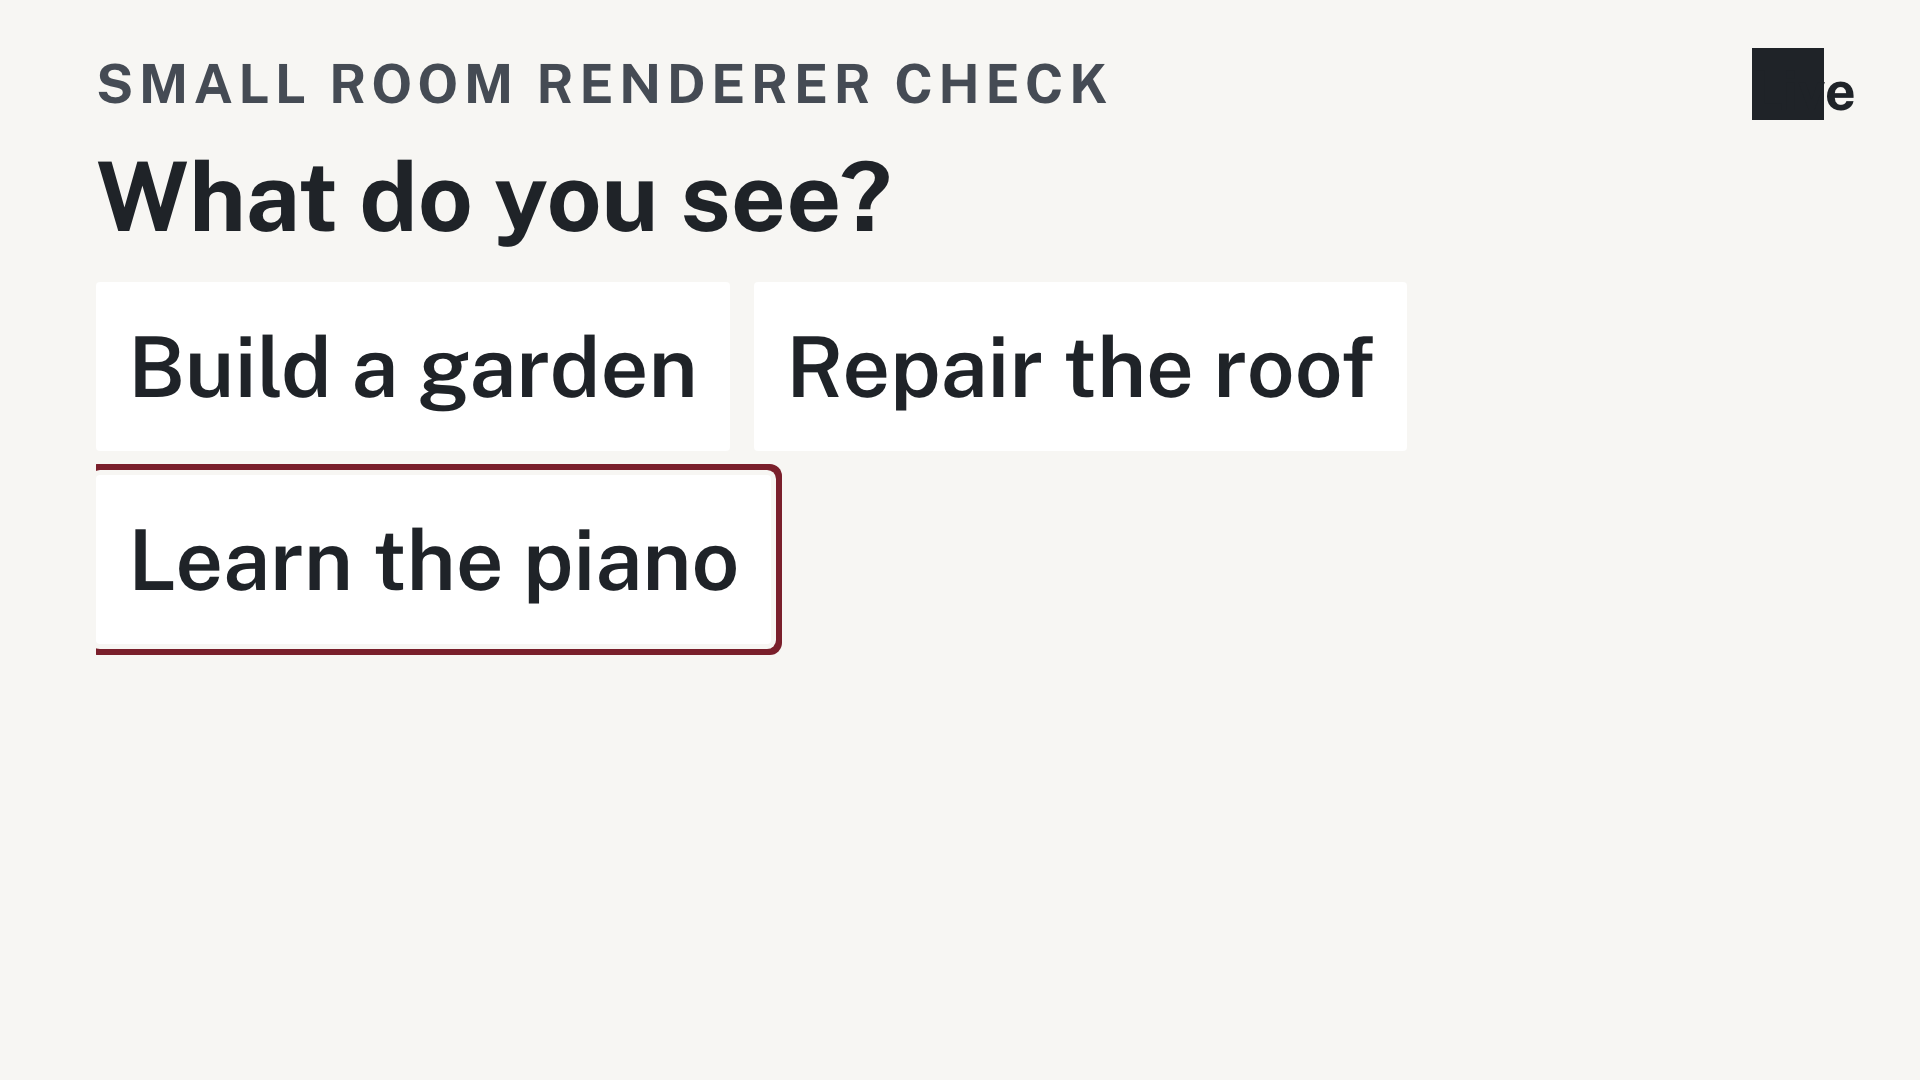 SMALL ROOM RENDERER CHECK
What do you see?
Build a garden
Repair the roof
Learn the piano